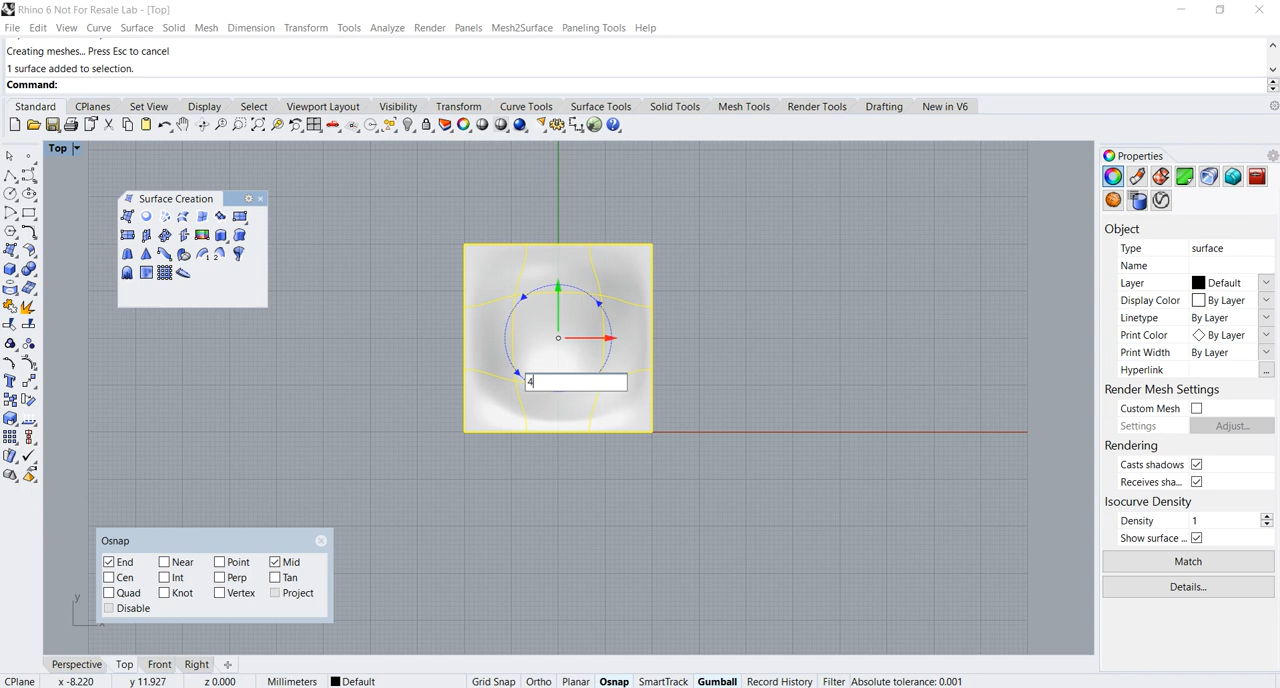 Rhino 6 Not For Resale Lab - [Top]
File Edit View Curve Surface Solid Mesh Dimension Transform Tools Analyze Render Panels Mesh2Surface Paneling Tools Help
Creating meshes... Press Esc to cancel
1 surface added to selection.
Command:
Standard CPlanes Set View Display Select Viewport Layout Visibility Transform Curve Tools Surface Tools Solid Tools Mesh Tools Render Tools Drafting New in V6
Top
Properties
Surface Creation
Object
Type surface
Name
Layer Default
Display Color By Layer
Linetype By Layer
Print Color By Layer
Print Width By Layer
Hyperlink ...
Render Mesh Settings
Custom Mesh
Settings Adjust...
Rendering
Casts shadows
Receives sha...
Isocurve Density
Density 1
Show surface ...
Match
Details...
4
Osnap
End Near Point Mid
Cen Int Perp Tan
Quad Knot Vertex Project
Disable
y
x
Perspective Top Front Right
CPlane x -8.220 y 11.927 z 0.000 Millimeters Default Grid Snap Ortho Planar Osnap SmartTrack Gumball Record History Filter Absolute tolerance: 0.001